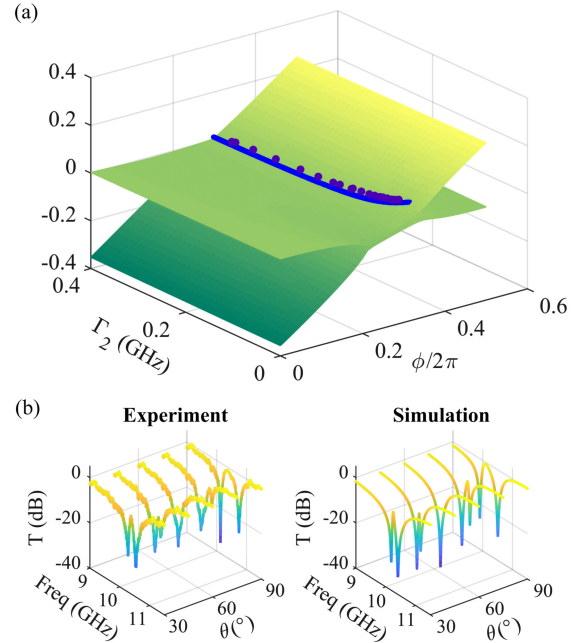 (a)
0.4
0.2
0
-0.2
-0.4
0.4
0.2
0
Γ2 (GHz)
0
0.2
0.4
0.6
ϕ/2π
(b)
Experiment
Simulation
0
-20
-40
T (dB)
9
10
11
Freq (GHz)
30
60
90
θ(°)
0
-20
-40
T (dB)
9
10
11
Freq (GHz)
30
60
90
θ(°)